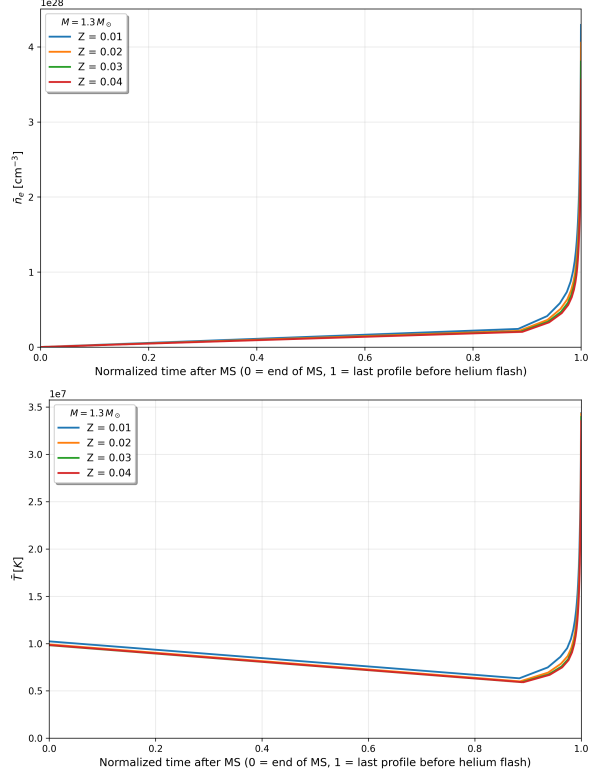 1e28
M = 1.3 M☉
Z = 0.01
Z = 0.02
Z = 0.03
Z = 0.04
4
3
2
1
0
n̄ₑ [cm⁻³]
0.0 0.2 0.4 0.6 0.8 1.0
Normalized time after MS (0 = end of MS, 1 = last profile before helium flash)
1e7
M = 1.3 M☉
Z = 0.01
Z = 0.02
Z = 0.03
Z = 0.04
3.5
3.0
2.5
2.0
1.5
1.0
0.5
0.0
T̄ [K]
0.0 0.2 0.4 0.6 0.8 1.0
Normalized time after MS (0 = end of MS, 1 = last profile before helium flash)